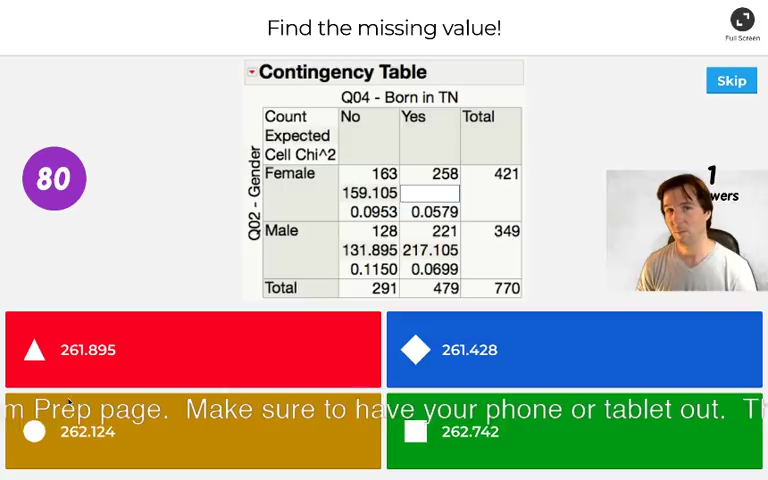 Find the missing value!
Full Screen
Contingency Table
Skip
Q04 - Born in TN
Q02 - Gender
Count No Yes Total
Expected
Cell Chi^2
Female 163 258 421
159.105
0.0953 0.0579
Male 128 221 349
131.895 217.105
0.1150 0.0699
Total 291 479 770
80
1
wers
261.895
261.428
m Prep page. Make sure to have your phone or tablet out. Th
262.124
262.742